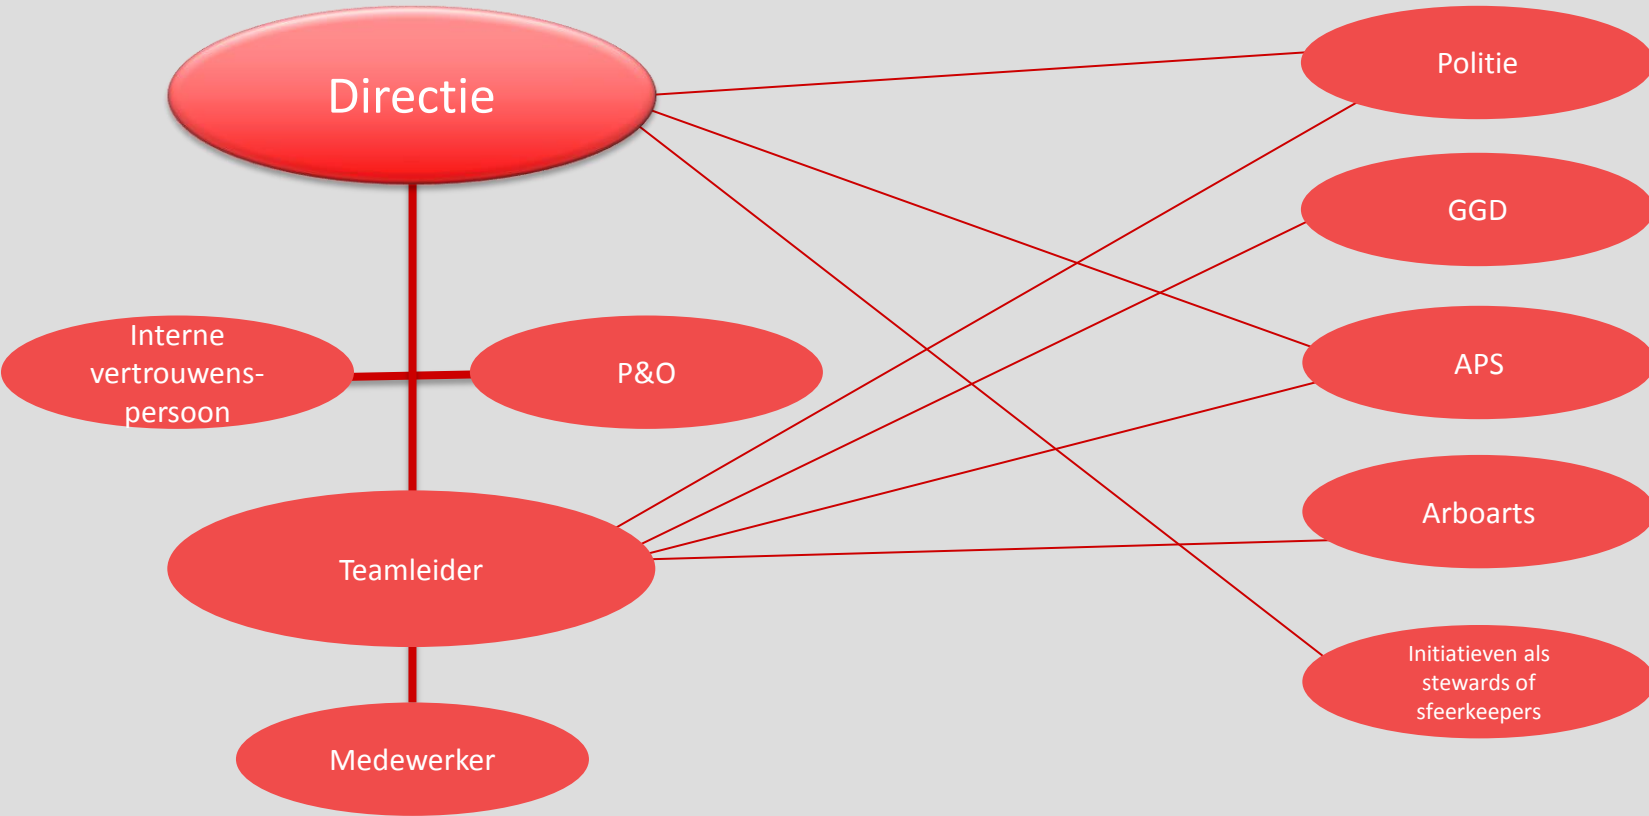 Directie
Politie
GGD
Interne
vertrouwens-
persoon
P&O
APS
Arboarts
Teamleider
Initiatieven als
stewards of
sfeerkeepers
Medewerker